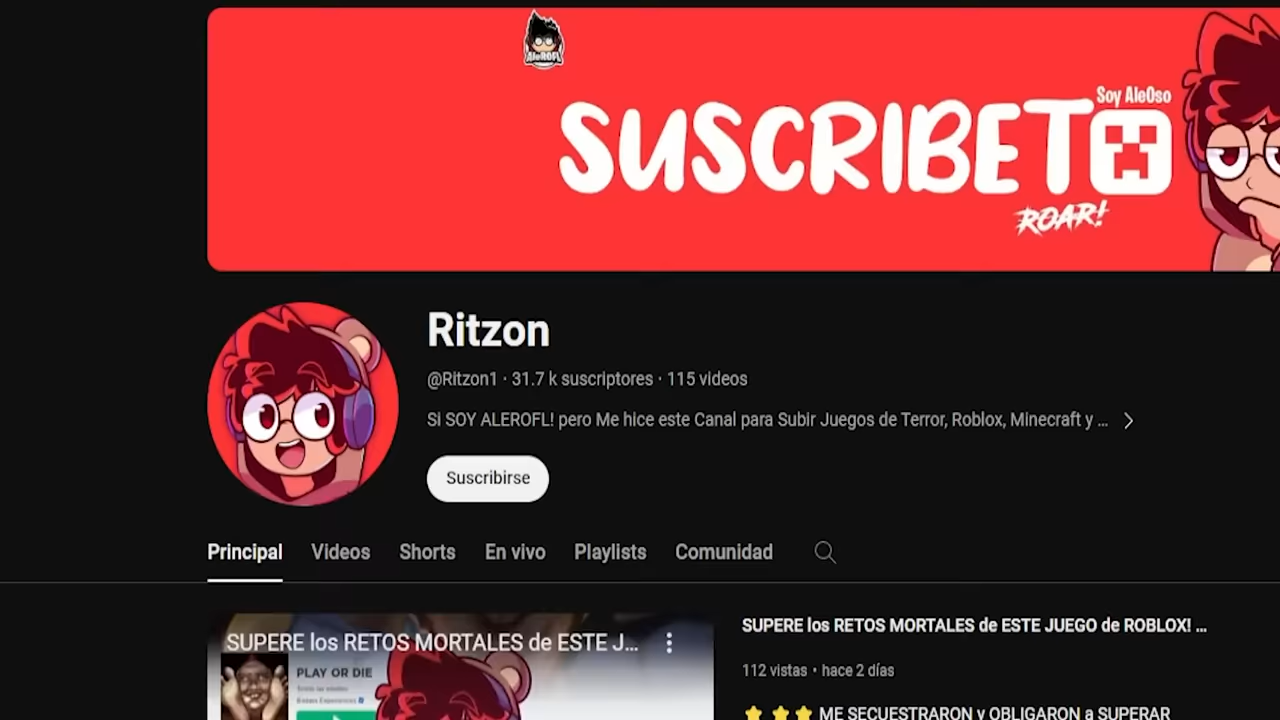 AleROFL
Soy AleOso
SUSCRIBETO
ROAR!
Ritzon
@Ritzon1 · 31.7 k suscriptores · 115 videos
Si SOY ALEROFL! pero Me hice este Canal para Subir Juegos de Terror, Roblox, Minecraft y ...
Suscribirse
Principal Videos Shorts En vivo Playlists Comunidad
SUPERE los RETOS MORTALES de ESTE J...
PLAY OR DIE
SUPERE los RETOS MORTALES de ESTE JUEGO de ROBLOX! ...
112 vistas • hace 2 días
⭐ ⭐ ⭐ ME SECUESTRARON y OBLIGARON a SUPERAR